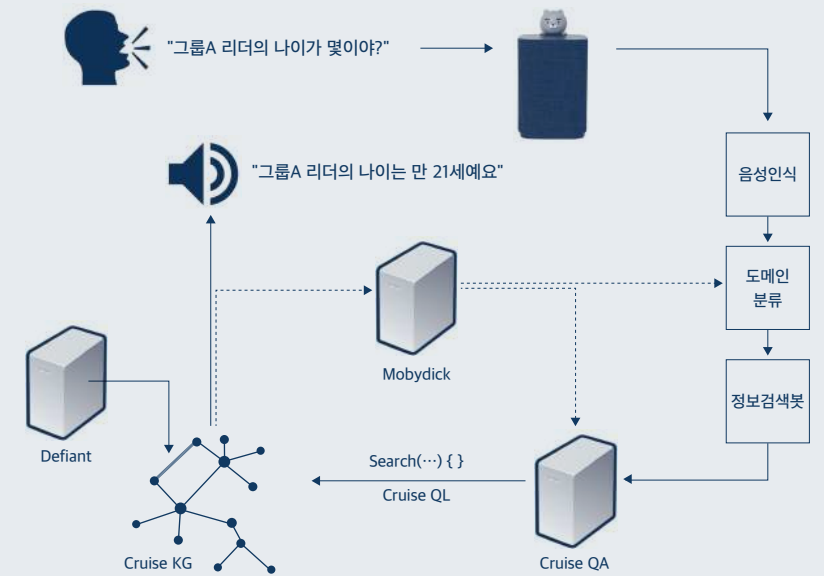 "그룹A 리더의 나이가 몇이야?"
"그룹A 리더의 나이는 만 21세예요"
음성인식
도메인
분류
Mobydick
정보검색봇
Defiant
Search(⋯) { }
Cruise QL
Cruise KG
Cruise QA